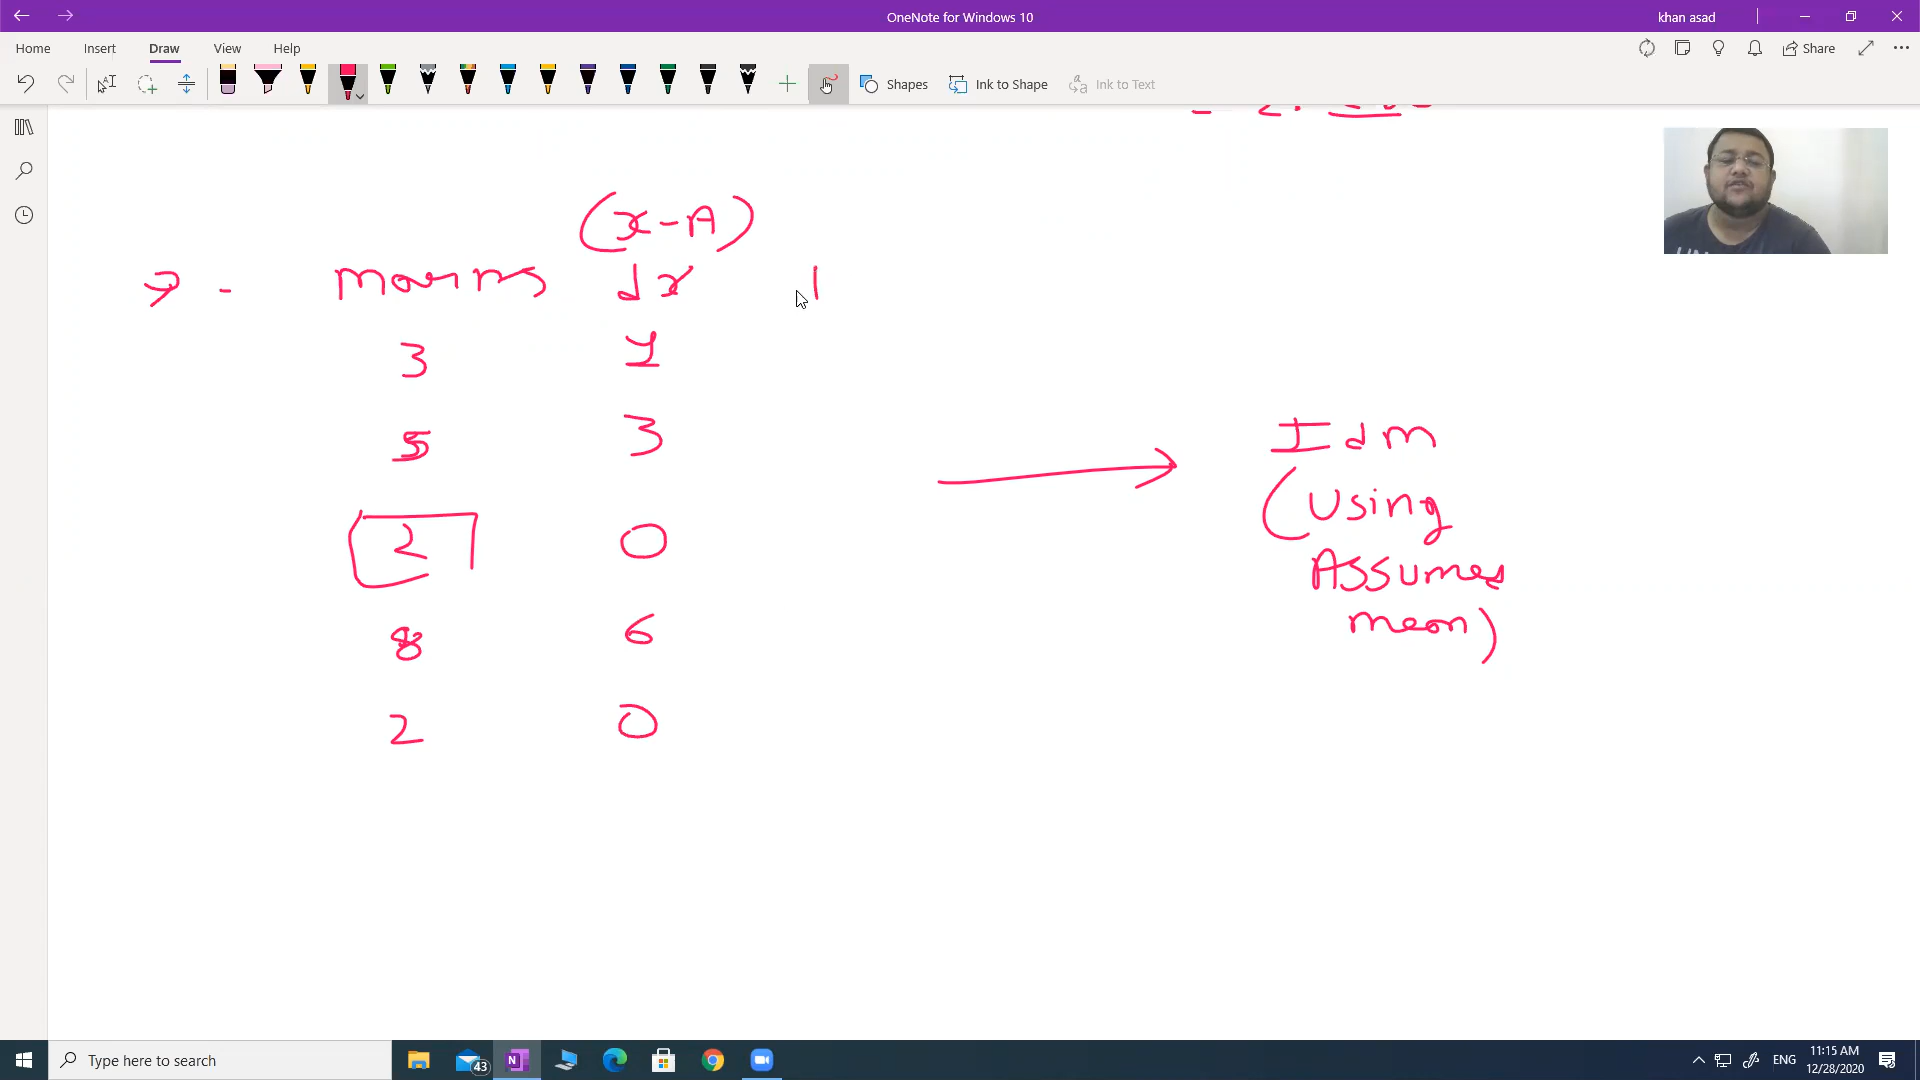 OneNote for Windows 10
khan asad
Home Insert Draw View Help
Share
Shapes
Ink to Shape
Ink to Text
(x-A)
→ - marks dx
3 1
5 3
2 0
8 6
2 0
Idm
(Using
Assumed
mean)
Type here to search
43
N
ENG
11:15 AM
12/28/2020